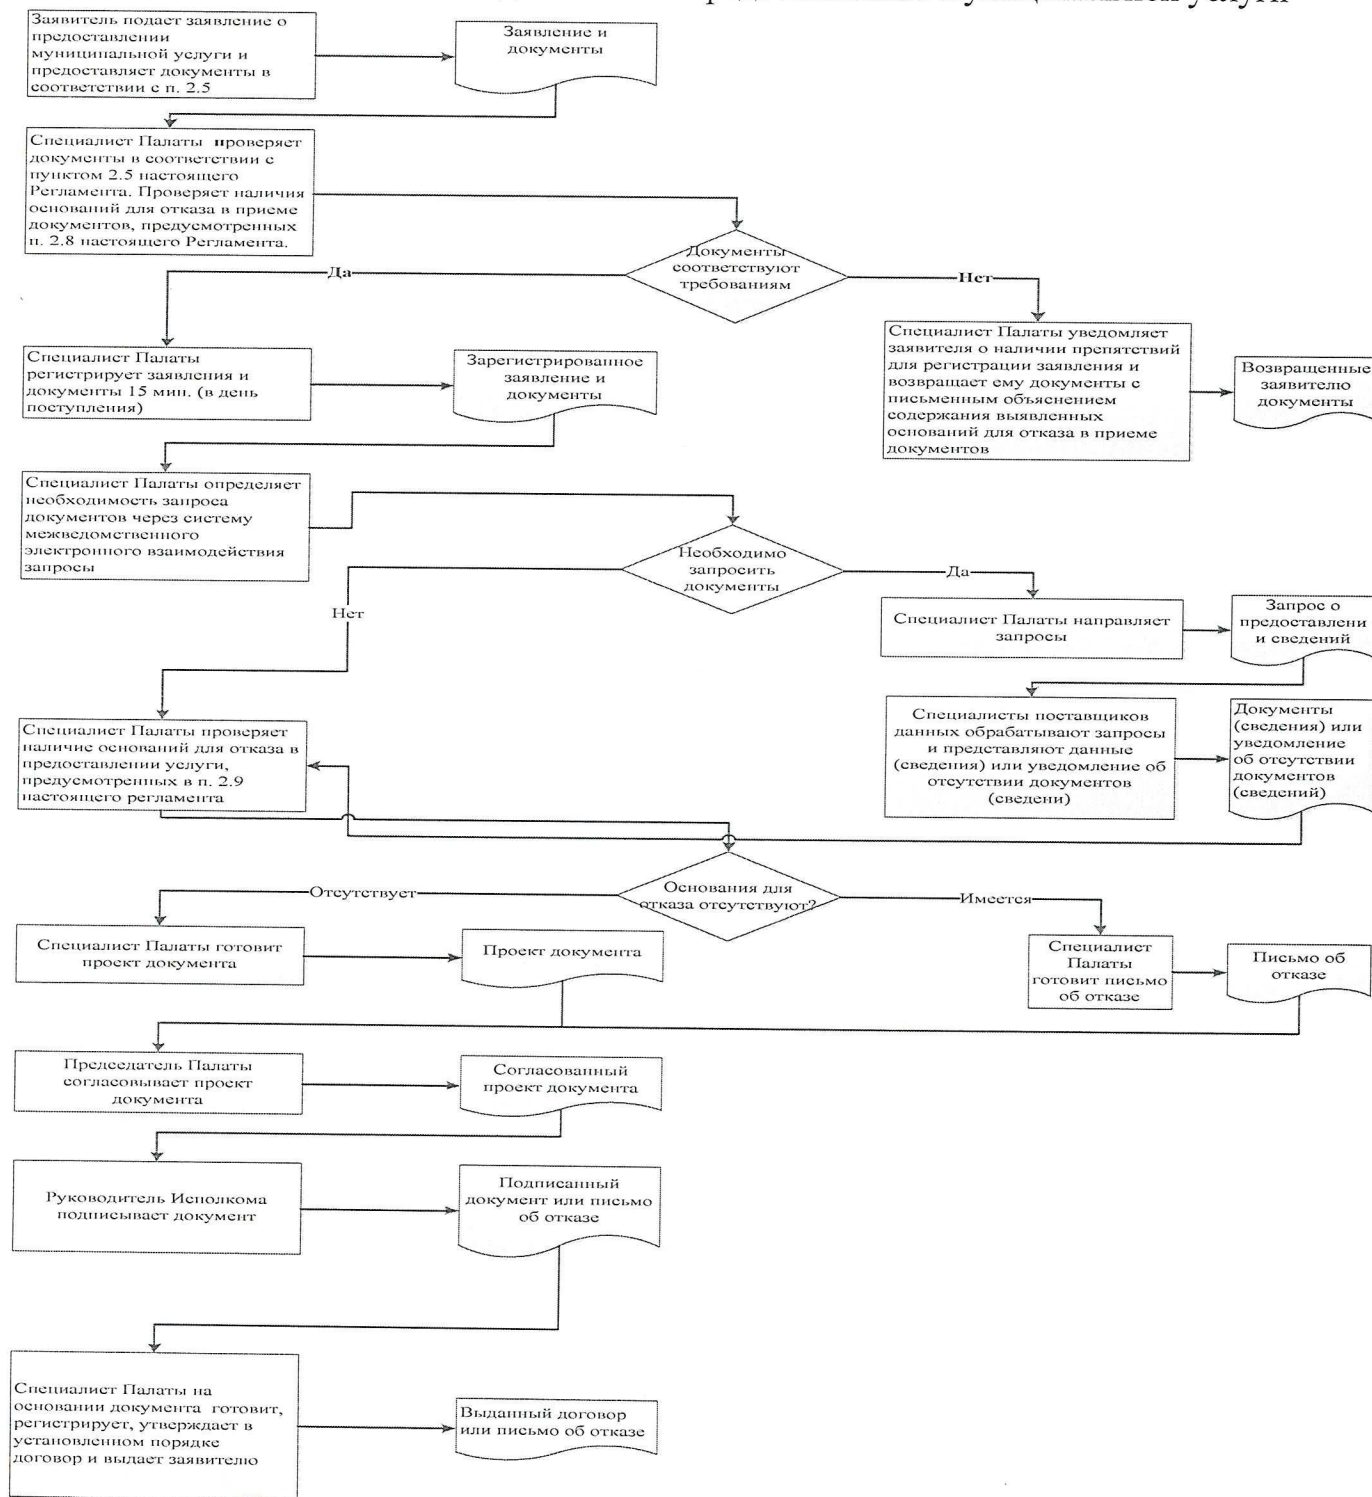 муниципальной услуги
Заявитель подает заявление о
предоставлении
муниципальной услуги и
предоставляет документы в
соответствии с п. 2.5
Заявление и
документы
Специалист Палаты проверяет
документы в соответствии с
пунктом 2.5 настоящего
Регламента. Проверяет наличия
оснований для отказа в приеме
документов, предусмотренных
п. 2.8 настоящего Регламента.
Документы
соответствуют
требованиям
Да
Нет
Специалист Палаты
регистрирует заявления и
документы 15 мин. (в день
поступления)
Зарегистрированное
заявление и
документы
Специалист Палаты уведомляет
заявителя о наличии препятствий
для регистрации заявления и
возвращает ему документы с
письменным объяснением
содержания выявленных
оснований для отказа в приеме
документов
Возвращенные
заявителю
документы
Специалист Палаты определяет
необходимость запроса
документов через систему
межведомственного
электронного взаимодействия
запросы
Необходимо
запросить
документы
Да
Нет
Специалист Палаты направляет
запросы
Запрос о
предоставлени
и сведений
Специалист Палаты проверяет
наличие оснований для отказа в
предоставлении услуги,
предусмотренных в п. 2.9
настоящего регламента
Специалисты поставщиков
данных обрабатывают запросы
и представляют данные
(сведения) или уведомление об
отсутствии документов
(сведени)
Документы
(сведения) или
уведомление
об отсутствии
документов
(сведений)
Основания для
отказа отсутствуют?
Отсутствует
Имеется
Специалист Палаты готовит
проект документа
Проект документа
Специалист
Палаты
готовит письмо
об отказе
Письмо об
отказе
Председатель Палаты
согласовывает проект
документа
Согласованный
проект документа
Руководитель Исполкома
подписывает документ
Подписанный
документ или письмо
об отказе
Специалист Палаты на
основании документа готовит,
регистрирует, утверждает в
установленном порядке
договор и выдает заявителю
Выданный договор
или письмо об отказе